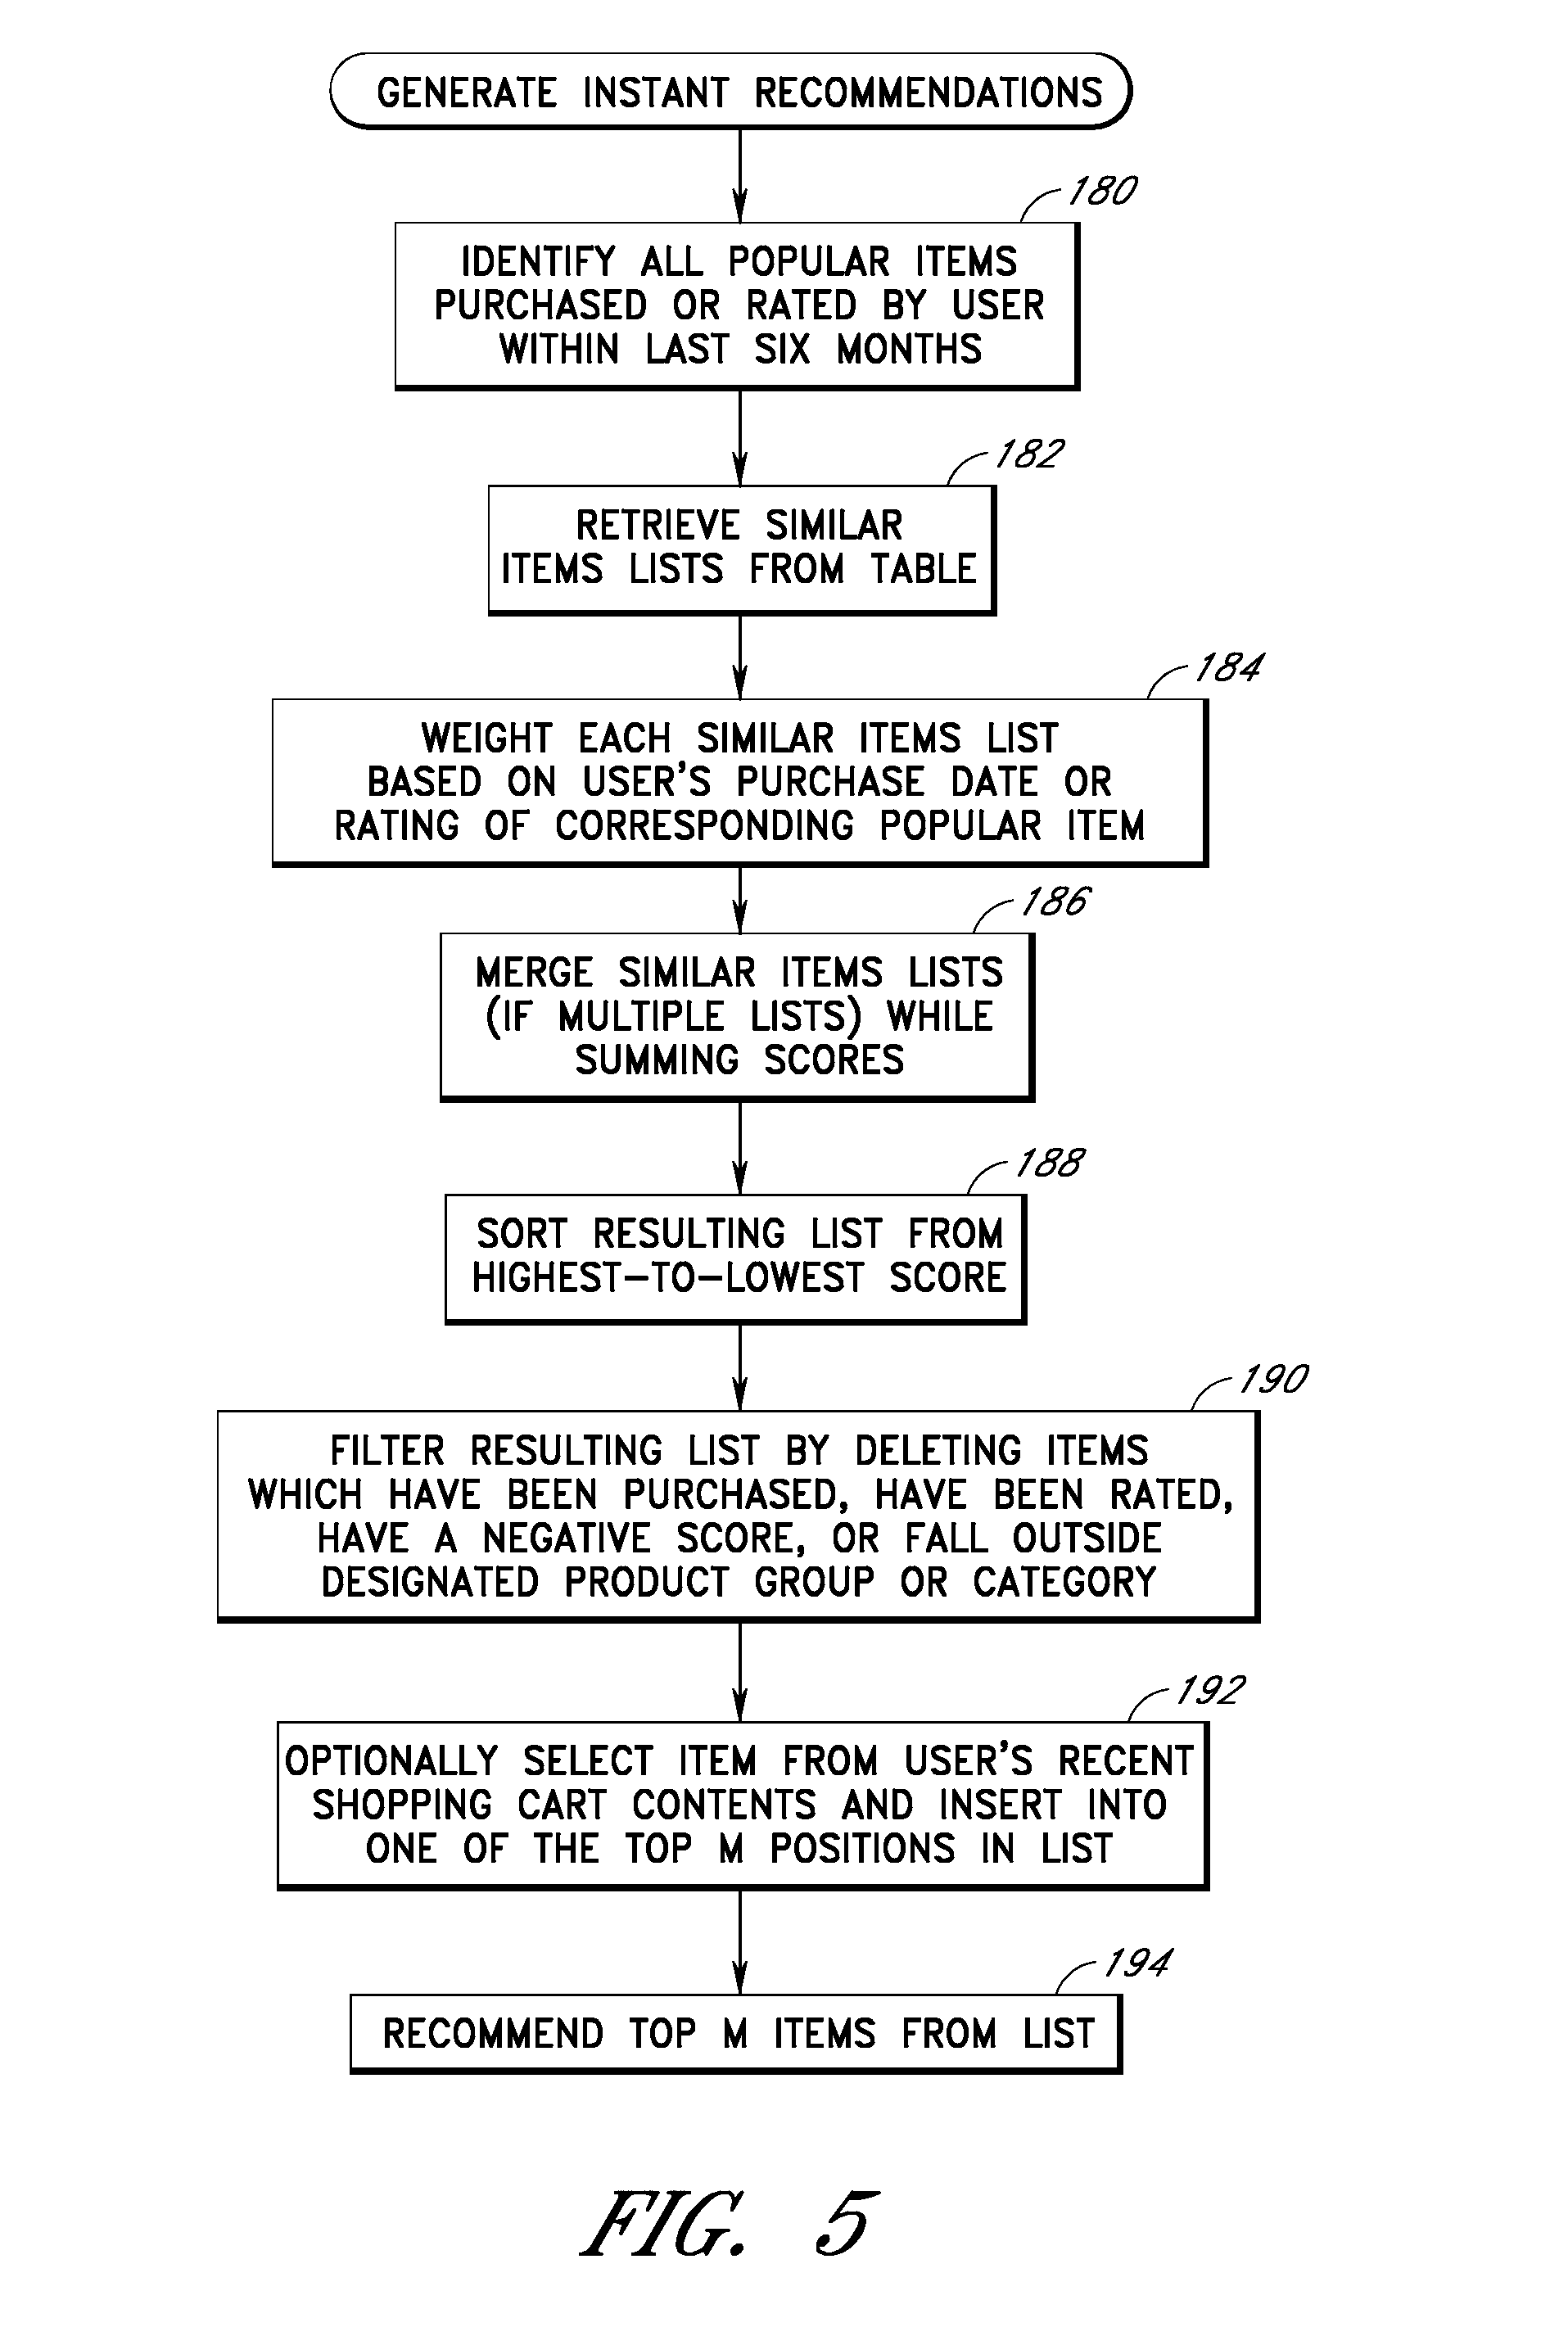 GENERATE INSTANT RECOMMENDATIONS
180
IDENTIFY ALL POPULAR ITEMS
PURCHASED OR RATED BY USER
WITHIN LAST SIX MONTHS
182
RETRIEVE SIMILAR
ITEMS LISTS FROM TABLE
184
WEIGHT EACH SIMILAR ITEMS LIST
BASED ON USER'S PURCHASE DATE OR
RATING OF CORRESPONDING POPULAR ITEM
186
MERGE SIMILAR ITEMS LISTS
(IF MULTIPLE LISTS) WHILE
SUMMING SCORES
188
SORT RESULTING LIST FROM
HIGHEST-TO-LOWEST SCORE
190
FILTER RESULTING LIST BY DELETING ITEMS
WHICH HAVE BEEN PURCHASED, HAVE BEEN RATED,
HAVE A NEGATIVE SCORE, OR FALL OUTSIDE
DESIGNATED PRODUCT GROUP OR CATEGORY
192
OPTIONALLY SELECT ITEM FROM USER'S RECENT
SHOPPING CART CONTENTS AND INSERT INTO
ONE OF THE TOP M POSITIONS IN LIST
194
RECOMMEND TOP M ITEMS FROM LIST
FIG. 5